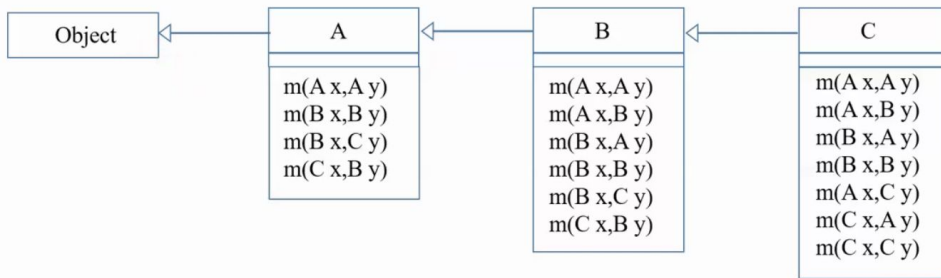 Object
A
m(A x,A y)
m(B x,B y)
m(B x,C y)
m(C x,B y)
B
m(A x,A y)
m(A x,B y)
m(B x,A y)
m(B x,B y)
m(B x,C y)
m(C x,B y)
C
m(A x,A y)
m(A x,B y)
m(B x,A y)
m(B x,B y)
m(A x,C y)
m(C x,A y)
m(C x,C y)